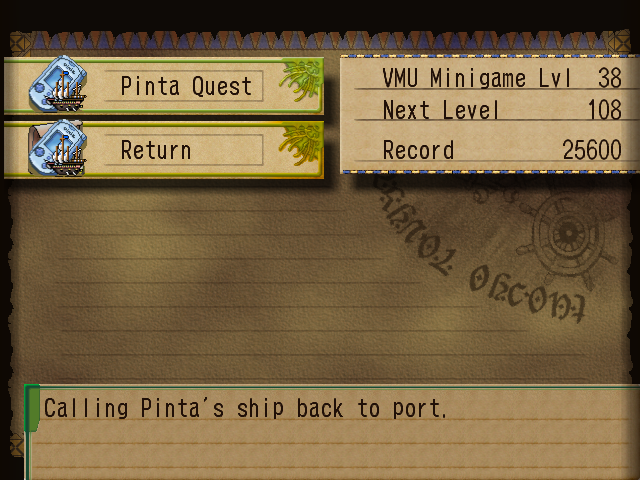 Pinta Quest
Return
VMU Minigame Lvl 38
Next Level 108
Record 25600
Calling Pinta's ship back to port.